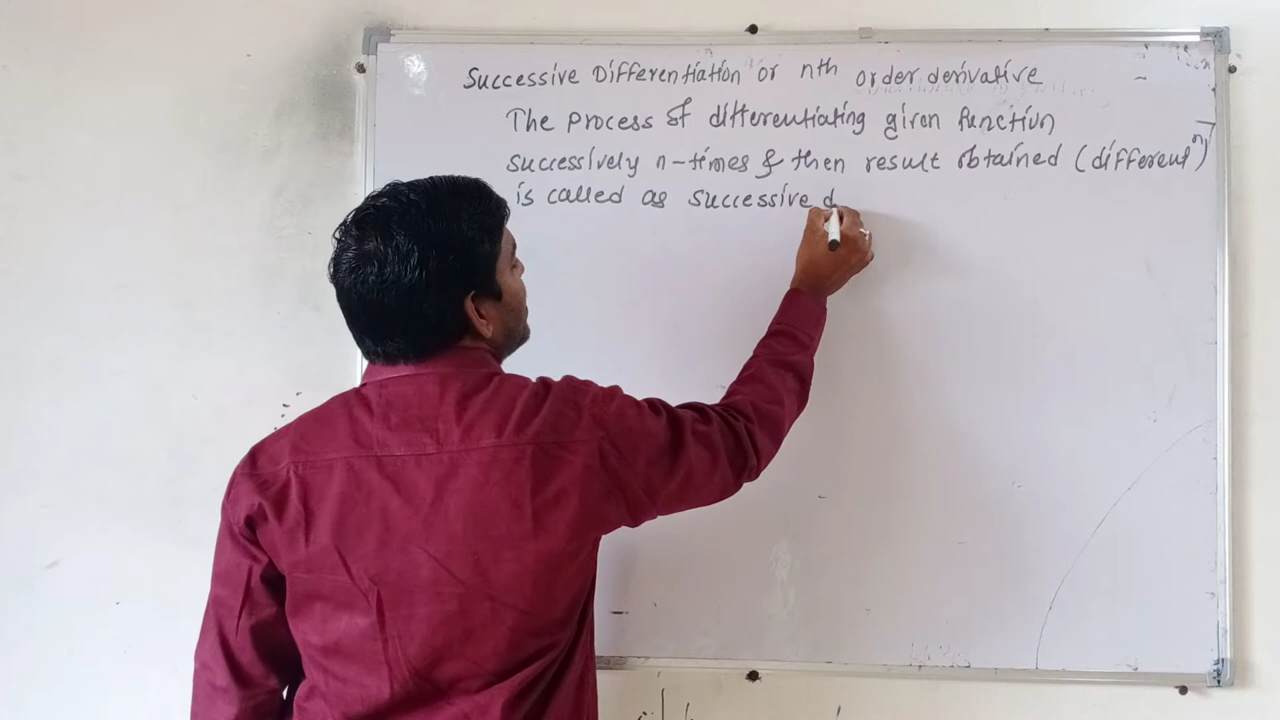 Successive Differentiation or nth order derivative
The process of differentiating given function
successively n-times & then result obtained (differentⁿ)
is called as successive d